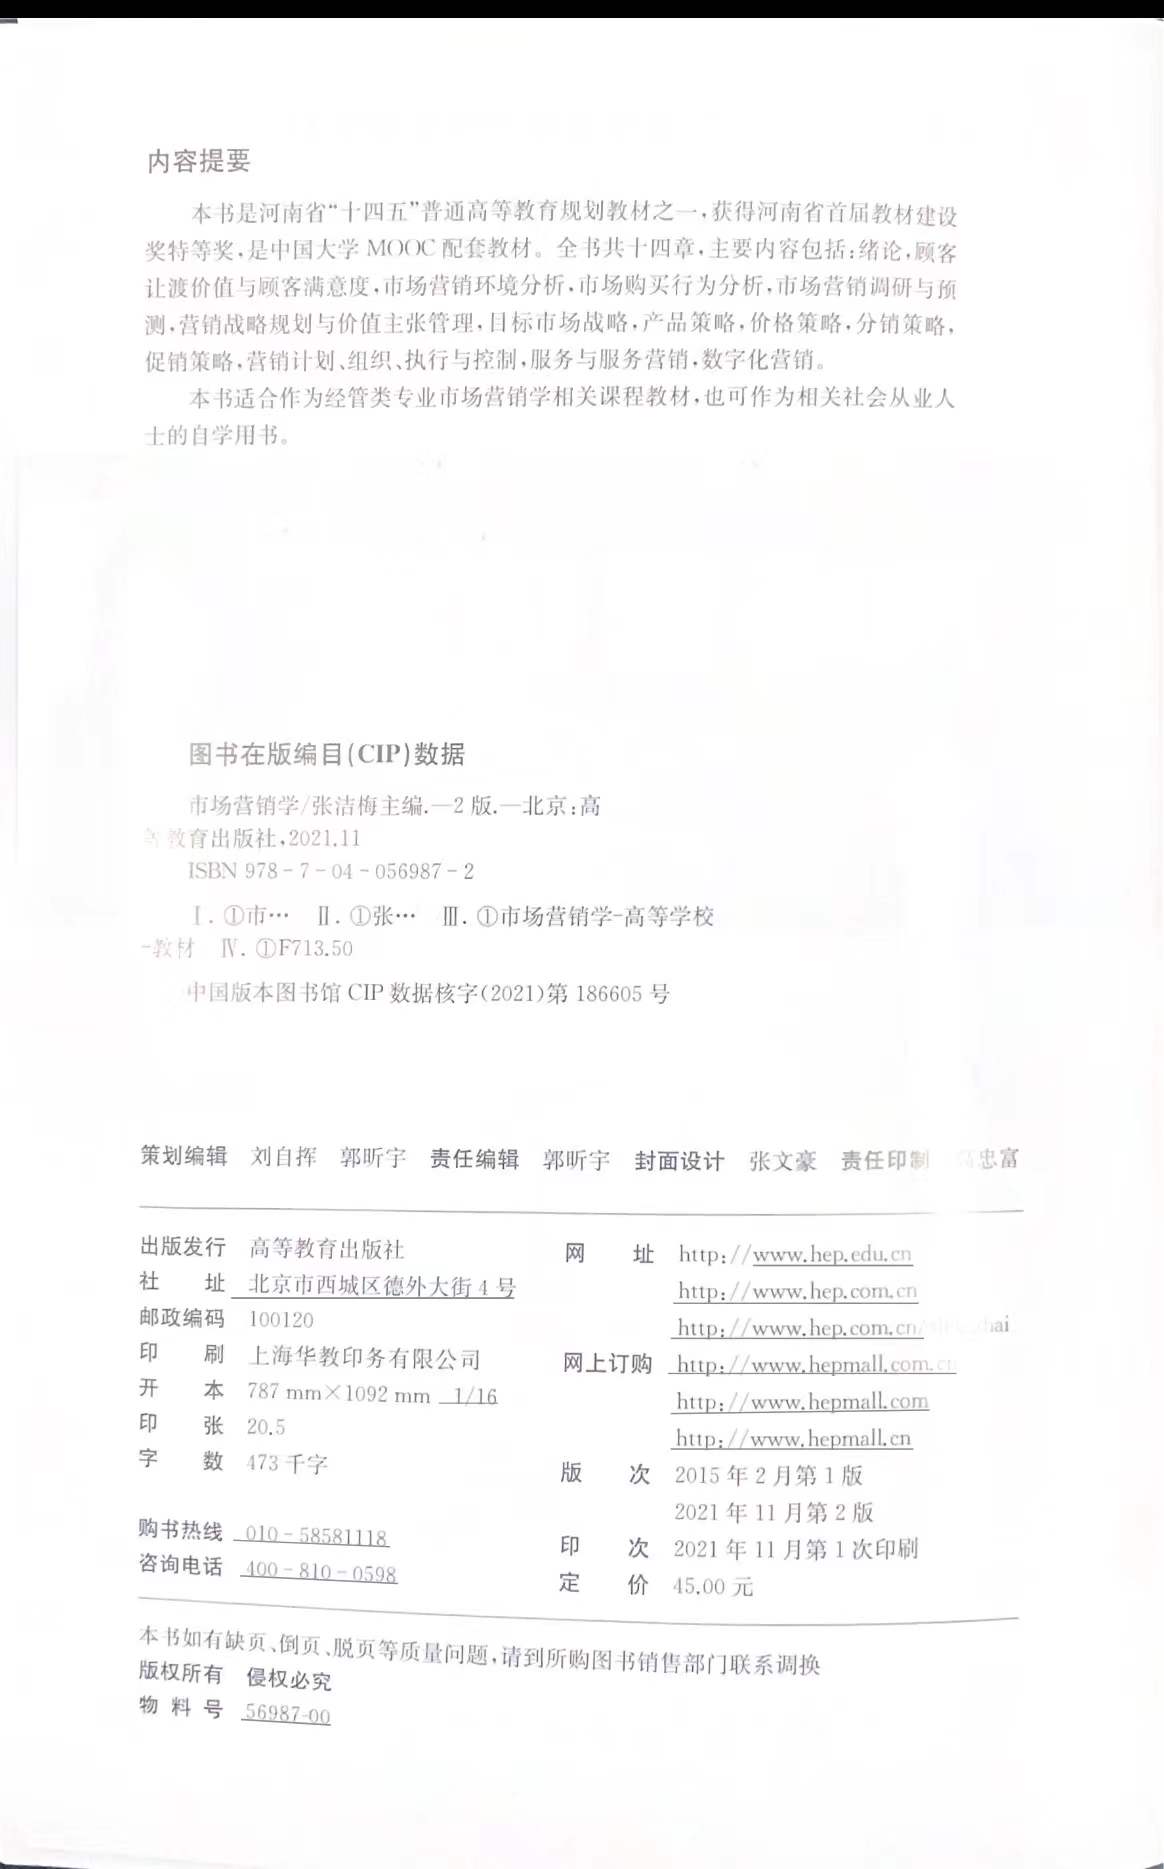 内容提要
本书是河南省“十四五”普通高等教育规划教材之一，获得河南省首届教材建设
奖特等奖，是中国大学 MOOC 配套教材。全书共十四章，主要内容包括：绪论，顾客
让渡价值与顾客满意度，市场营销环境分析，市场购买行为分析，市场营销调研与预
测，营销战略规划与价值主张管理，目标市场战略，产品策略，价格策略，分销策略，
促销策略，营销计划、组织、执行与控制，服务与服务营销，数字化营销。
本书适合作为经管类专业市场营销学相关课程教材，也可作为相关社会从业人
士的自学用书。
图书在版编目(CIP)数据
市场营销学/张洁梅主编.—2 版.—北京：高
等教育出版社，2021.11
ISBN 978-7-04-056987-2
Ⅰ. ①市… Ⅱ. ①张… Ⅲ. ①市场营销学-高等学校
-教材 Ⅳ. ①F713.50
中国版本图书馆 CIP 数据核字(2021)第 186605 号
策划编辑 刘自挥 郭昕宇 责任编辑 郭昕宇 封面设计 张文豪 责任印制 忠富
出版发行 高等教育出版社
社 址 北京市西城区德外大街 4 号
邮政编码 100120
印 刷 上海华教印务有限公司
开 本 787 mm×1092 mm 1/16
印 张 20.5
字 数 473 千字
购书热线 010-58581118
咨询电话 400-810-0598
网 址 http://www.hep.edu.cn
http://www.hep.com.cn
http://www.hep.com.cn/
网上订购 http://www.hepmall.com.cn
http://www.hepmall.com
http://www.hepmall.cn
版 次 2015 年 2 月第 1 版
2021 年 11 月第 2 版
印 次 2021 年 11 月第 1 次印刷
定 价 45.00 元
本书如有缺页、倒页、脱页等质量问题，请到所购图书销售部门联系调换
版权所有 侵权必究
物 料 号 56987-00